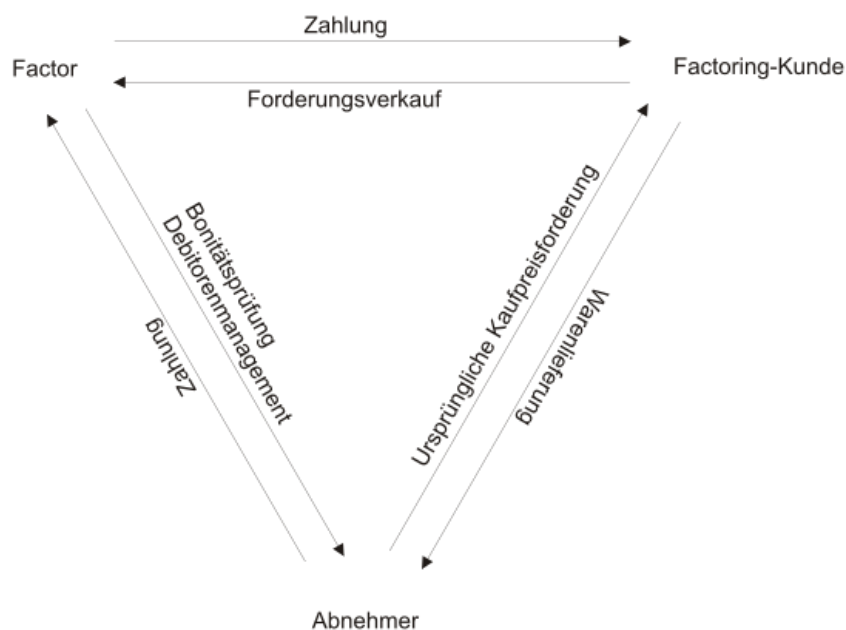 Zahlung
Factor
Factoring-Kunde
Forderungsverkauf
Bonitätsprüfung
Debitorenmanagement
Zahlung
Ursprüngliche Kaufpreisforderung
Warenlieferung
Abnehmer